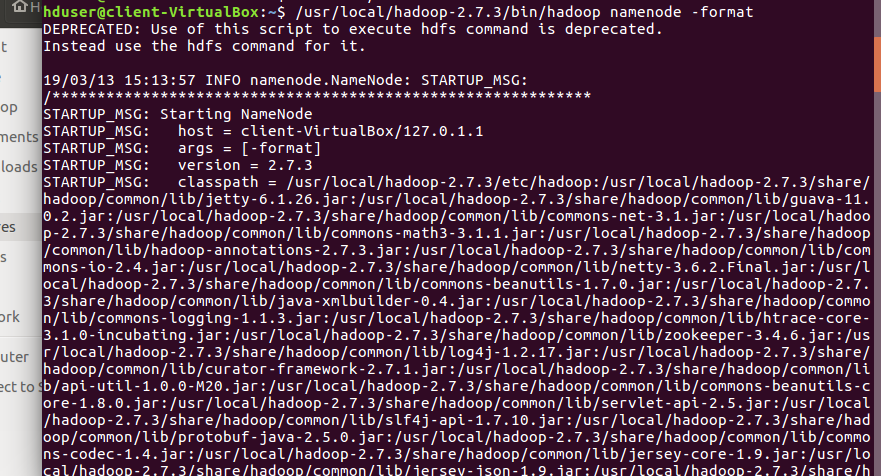 H
hduser@client-VirtualBox:~$ /usr/local/hadoop-2.7.3/bin/hadoop namenode -format
DEPRECATED: Use of this script to execute hdfs command is deprecated.
Instead use the hdfs command for it.
19/03/13 15:13:57 INFO namenode.NameNode: STARTUP_MSG:
/************************************************************
STARTUP_MSG: Starting NameNode
STARTUP_MSG:   host = client-VirtualBox/127.0.1.1
STARTUP_MSG:   args = [-format]
STARTUP_MSG:   version = 2.7.3
STARTUP_MSG:   classpath = /usr/local/hadoop-2.7.3/etc/hadoop:/usr/local/hadoop-2.7.3/share/
hadoop/common/lib/jetty-6.1.26.jar:/usr/local/hadoop-2.7.3/share/hadoop/common/lib/guava-11.
0.2.jar:/usr/local/hadoop-2.7.3/share/hadoop/common/lib/commons-net-3.1.jar:/usr/local/hadoo
p-2.7.3/share/hadoop/common/lib/commons-math3-3.1.1.jar:/usr/local/hadoop-2.7.3/share/hadoop
/common/lib/hadoop-annotations-2.7.3.jar:/usr/local/hadoop-2.7.3/share/hadoop/common/lib/com
mons-io-2.4.jar:/usr/local/hadoop-2.7.3/share/hadoop/common/lib/netty-3.6.2.Final.jar:/usr/l
ocal/hadoop-2.7.3/share/hadoop/common/lib/commons-beanutils-1.7.0.jar:/usr/local/hadoop-2.7.
3/share/hadoop/common/lib/java-xmlbuilder-0.4.jar:/usr/local/hadoop-2.7.3/share/hadoop/commo
n/lib/commons-logging-1.1.3.jar:/usr/local/hadoop-2.7.3/share/hadoop/common/lib/htrace-core-
3.1.0-incubating.jar:/usr/local/hadoop-2.7.3/share/hadoop/common/lib/zookeeper-3.4.6.jar:/us
r/local/hadoop-2.7.3/share/hadoop/common/lib/log4j-1.2.17.jar:/usr/local/hadoop-2.7.3/share/
hadoop/common/lib/curator-framework-2.7.1.jar:/usr/local/hadoop-2.7.3/share/hadoop/common/li
b/api-util-1.0.0-M20.jar:/usr/local/hadoop-2.7.3/share/hadoop/common/lib/commons-beanutils-c
ore-1.8.0.jar:/usr/local/hadoop-2.7.3/share/hadoop/common/lib/servlet-api-2.5.jar:/usr/local
/hadoop-2.7.3/share/hadoop/common/lib/slf4j-api-1.7.10.jar:/usr/local/hadoop-2.7.3/share/had
oop/common/lib/protobuf-java-2.5.0.jar:/usr/local/hadoop-2.7.3/share/hadoop/common/lib/commo
ns-codec-1.4.jar:/usr/local/hadoop-2.7.3/share/hadoop/common/lib/jersey-core-1.9.jar:/usr/lo
cal/hadoop-2.7.3/share/hadoop/common/lib/jersey-json-1.9.jar:/usr/local/hadoop-2.7.3/share/h
t
op
ments
loads
res
s
ork
uter
ect to S